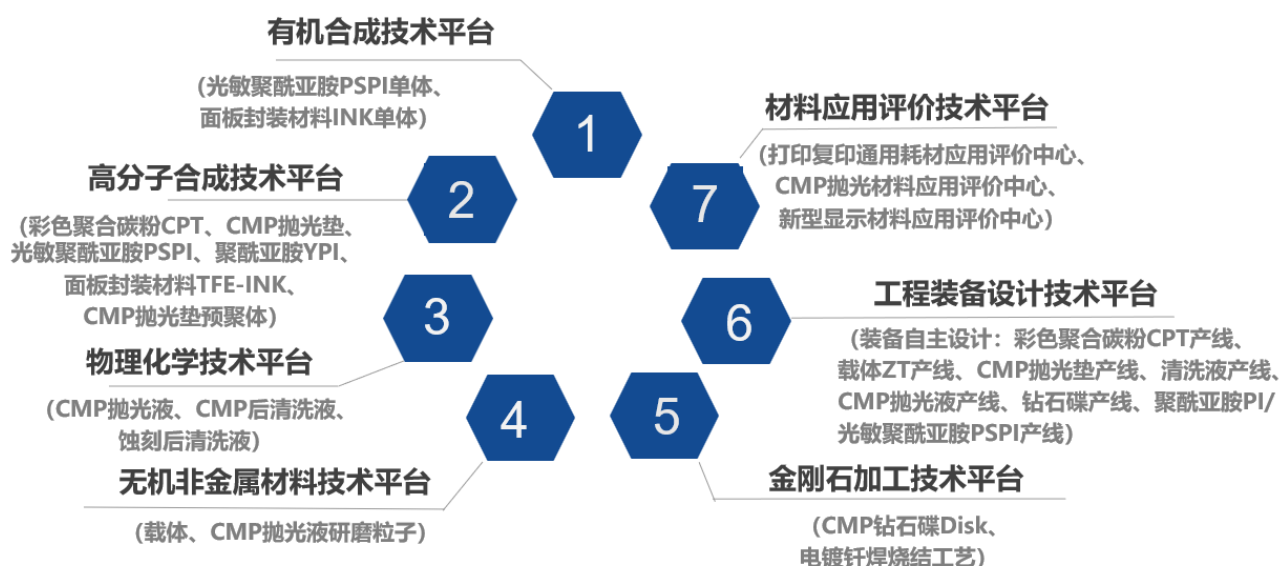 有机合成技术平台
(光敏聚酰亚胺PSPI单体、
面板封装材料INK单体)
1
高分子合成技术平台
(彩色聚合碳粉CPT、CMP抛光垫、
光敏聚酰亚胺PSPI、聚酰亚胺YPI、
面板封装材料TFE-INK、
CMP抛光垫预聚体)
2
物理化学技术平台
(CMP抛光液、CMP后清洗液、
蚀刻后清洗液)
3
无机非金属材料技术平台
(载体、CMP抛光液研磨粒子)
4
金刚石加工技术平台
(CMP钻石碟Disk、
电镀钎焊烧结工艺)
5
工程装备设计技术平台
(装备自主设计：彩色聚合碳粉CPT产线、
载体ZT产线、CMP抛光垫产线、清洗液产线、
CMP抛光液产线、钻石碟产线、聚酰亚胺PI/
光敏聚酰亚胺PSPI产线)
6
材料应用评价技术平台
(打印复印通用耗材应用评价中心、
CMP抛光材料应用评价中心、
新型显示材料应用评价中心)
7